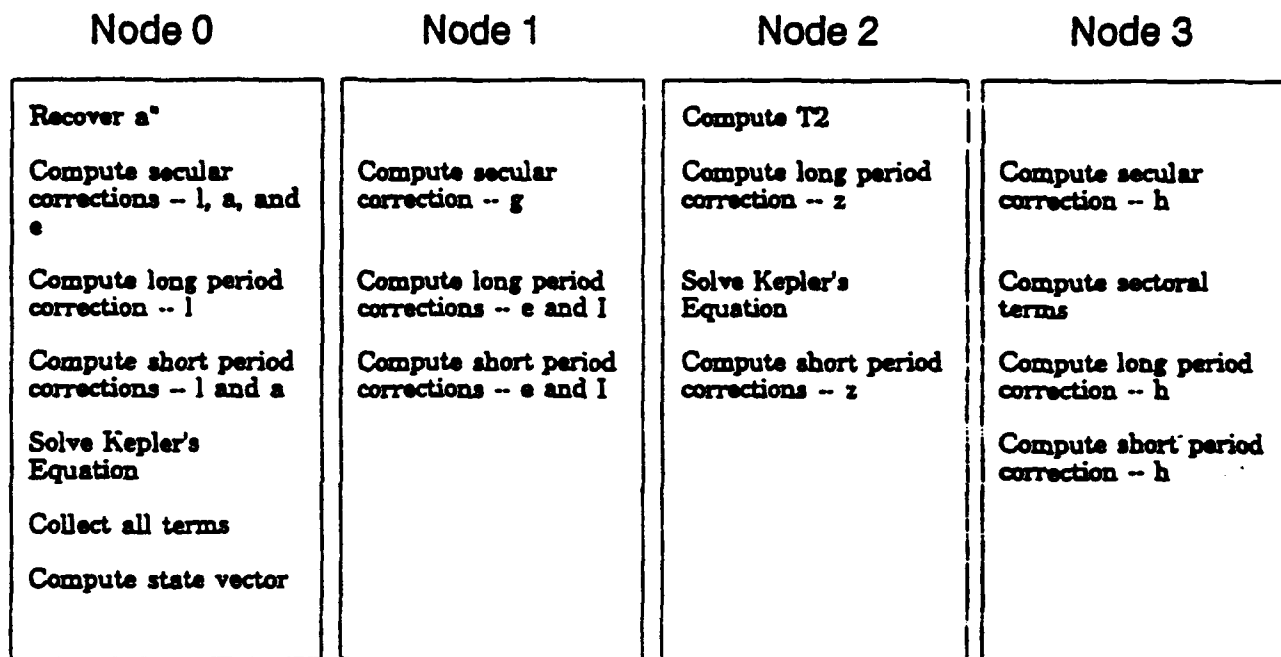 Node 0
Node 1
Node 2
Node 3
Recover a"
Compute secular
corrections -- l, a, and
e
Compute long period
correction -- l
Compute short period
corrections -- l and a
Solve Kepler's
Equation
Collect all terms
Compute state vector
Compute secular
correction -- g
Compute long period
corrections -- e and I
Compute short period
corrections -- e and I
Compute T2
Compute long period
correction -- z
Solve Kepler's
Equation
Compute short period
corrections -- z
Compute secular
correction -- h
Compute sectoral
terms
Compute long period
correction -- h
Compute short period
correction -- h